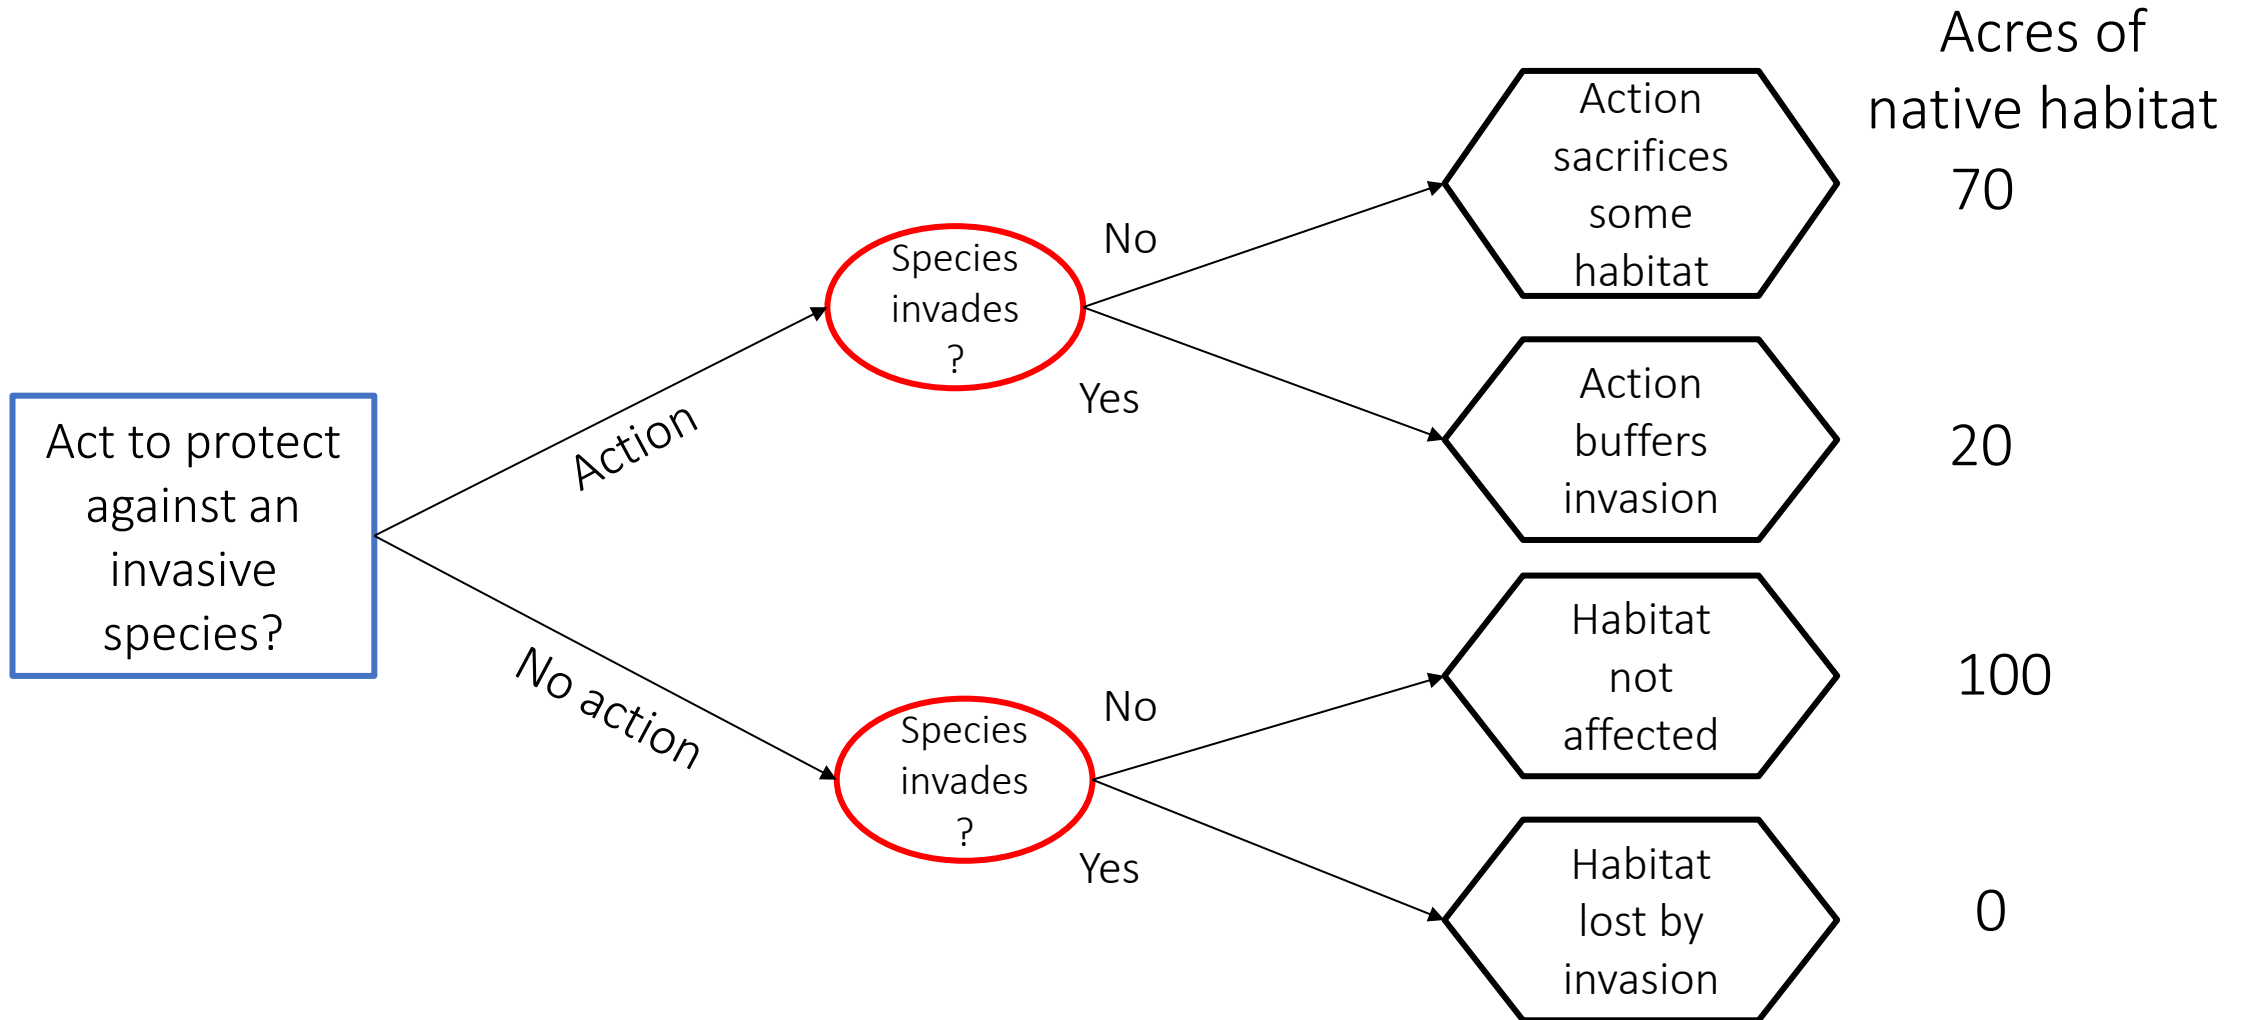 Acres of
native habitat
Action
sacrifices
some
habitat
70
No
Species
invades
?
Yes
Action
Action
buffers
invasion
20
Act to protect
against an
invasive
species?
No action
Habitat
not
affected
100
No
Species
invades
?
Yes
Habitat
lost by
invasion
0